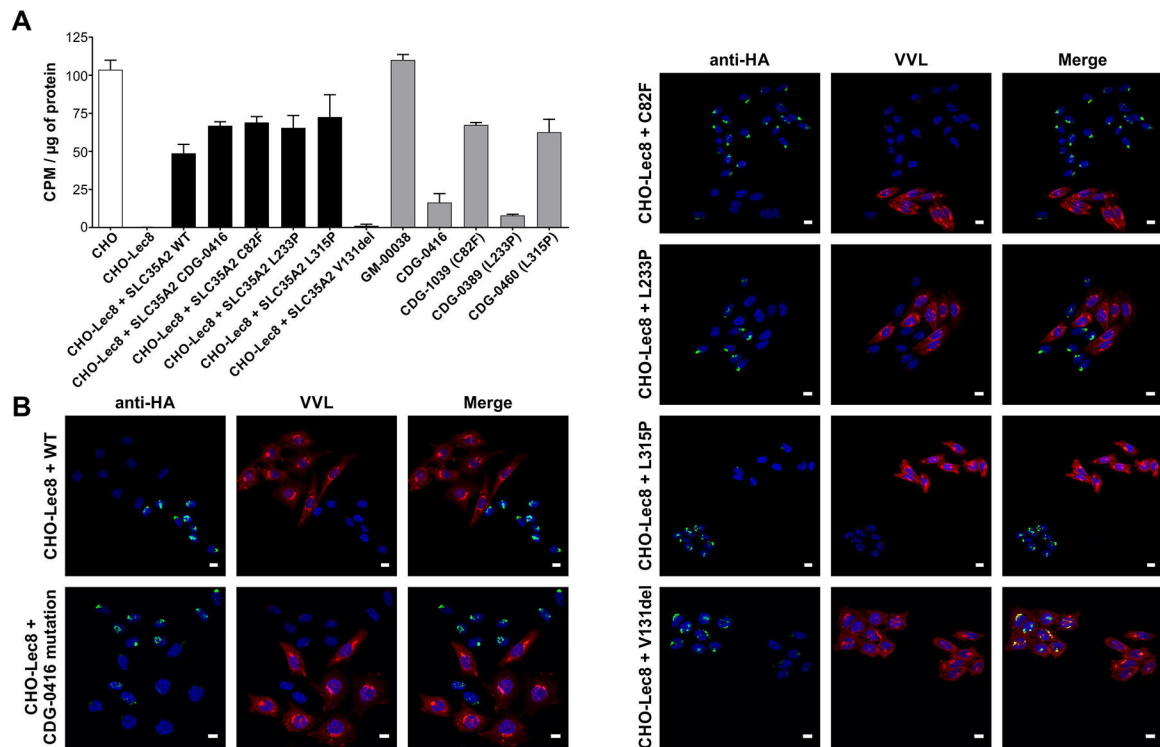 A
CPM / µg of protein
125
100
75
50
25
0
CHO
CHO-Lec8
CHO-Lec8 + SLC35A2 WT
CHO-Lec8 + SLC35A2 CDG-0416
CHO-Lec8 + SLC35A2 C82F
CHO-Lec8 + SLC35A2 L233P
CHO-Lec8 + SLC35A2 L315P
CHO-Lec8 + SLC35A2 V131del
GM-00038
CDG-0416
CDG-1039 (C82F)
CDG-0389 (L233P)
CDG-0460 (L315P)
B
anti-HA VVL Merge
CHO-Lec8 + WT
CHO-Lec8 +
CDG-0416 mutation
anti-HA VVL Merge
CHO-Lec8 + C82F
CHO-Lec8 + L233P
CHO-Lec8 + L315P
CHO-Lec8 + V131del